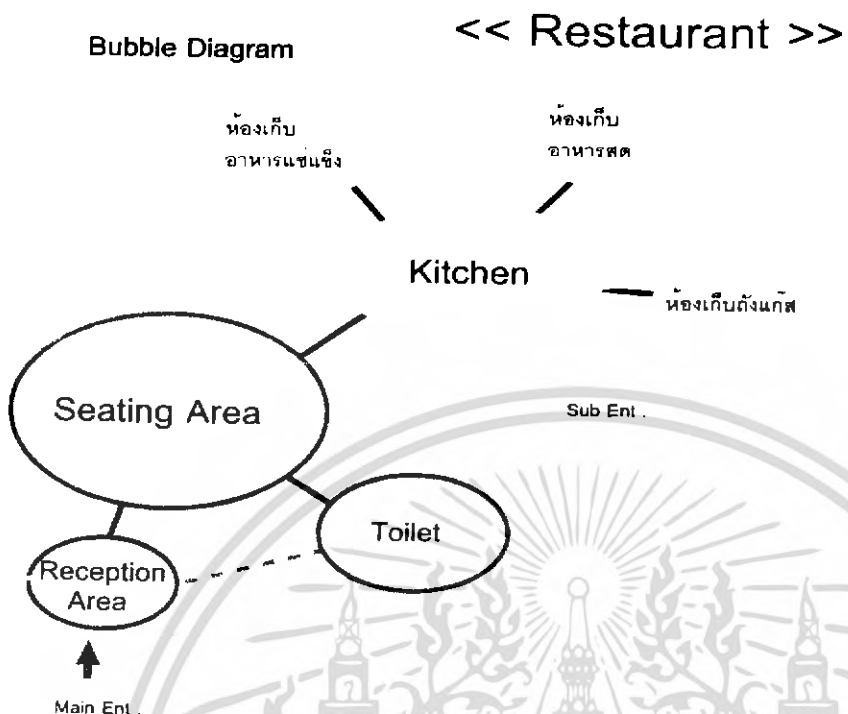 << Restaurant >>
Bubble Diagram
ห้องเก็บ
อาหารแช่แข็ง
ห้องเก็บ
อาหารสด
Kitchen
ห้องเก็บถังแก๊ส
Seating Area
Sub Ent .
Toilet
Reception
Area
Main Ent .